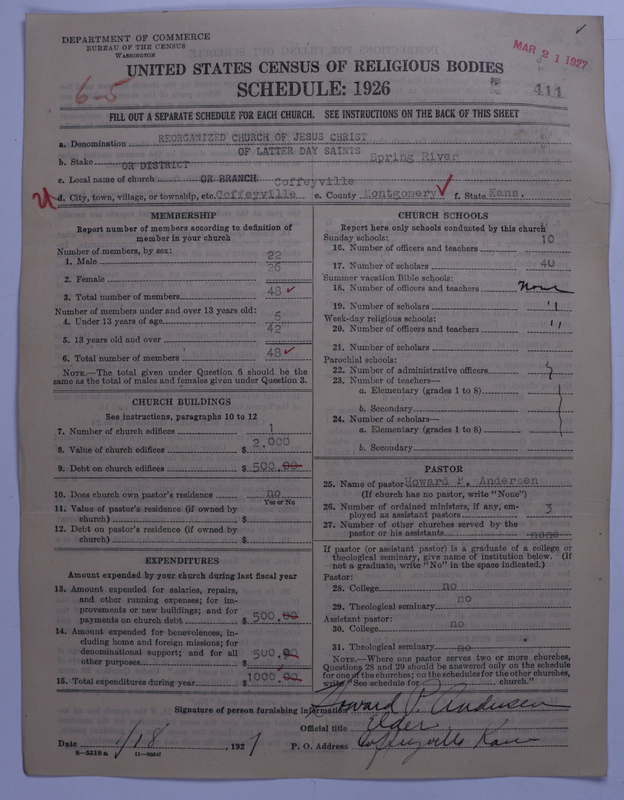 DEPARTMENT OF COMMERCE
BUREAU OF THE CENSUS
WASHINGTON
MAR 21 1927
6-5
UNITED STATES CENSUS OF RELIGIOUS BODIES
SCHEDULE: 1926
411
FILL OUT A SEPARATE SCHEDULE FOR EACH CHURCH. SEE INSTRUCTIONS ON THE BACK OF THIS SHEET
a. Denomination REORGANIZED CHURCH OF JESUS CHRIST
OF LATTER DAY SAINTS
b. Stake OR DISTRICT Spring River
c. Local name of church OR BRANCH Coffeyville
d. City, town, village, or township, etc. Coffeyville e. County Montgomery f. State Kans.
MEMBERSHIP
Report number of members according to definition of member in your church
Number of members, by sex:
1. Male 22
2. Female 26
3. Total number of members 48
Number of members under and over 13 years old:
4. Under 13 years of age 6
5. 13 years old and over 42
6. Total number of members 48
NOTE.—The total given under Question 6 should be the same as the total of males and females given under Question 3.
CHURCH BUILDINGS
See instructions, paragraphs 10 to 12
7. Number of church edifices 1
8. Value of church edifices $ 2,000
9. Debt on church edifices $ 500.00
10. Does church own pastor's residence no
Yes or No
11. Value of pastor's residence (if owned by church) $
12. Debt on pastor's residence (if owned by church) $
EXPENDITURES
Amount expended by your church during last fiscal year
13. Amount expended for salaries, repairs, and other running expenses; for improvements or new buildings; and for payments on church debt $ 500.00
14. Amount expended for benevolences, including home and foreign missions; for denominational support; and for all other purposes 500.00
15. Total expenditures during year $ 1000.00
CHURCH SCHOOLS
Report here only schools conducted by this church
Sunday schools:
16. Number of officers and teachers 10
17. Number of scholars 40
Summer vacation Bible schools:
18. Number of officers and teachers None
19. Number of scholars "
Week-day religious schools:
20. Number of officers and teachers "
21. Number of scholars
Parochial schools:
22. Number of administrative officers
23. Number of teachers—
a. Elementary (grades 1 to 8)
b. Secondary
24. Number of scholars—
a. Elementary (grades 1 to 8)
b. Secondary
PASTOR
25. Name of pastor Howard P. Andersen
(If church has no pastor, write "None")
26. Number of ordained ministers, if any, employed as assistant pastors 3
27. Number of other churches served by the pastor or his assistants none
If pastor (or assistant pastor) is a graduate of a college or theological seminary, give name of institution below. (If not a graduate, write "No" in the space indicated.)
Pastor:
28. College no
29. Theological seminary no
Assistant pastor:
30. College no
31. Theological seminary no
NOTE.—Where one pastor serves two or more churches, Questions 28 and 29 should be answered only on the schedule for one of the churches; on the schedules for the other churches, write "See schedule for church."
Signature of person furnishing information Howard P. Andersen
Official title Elder
Date 1/18, 1927 P. O. Address Coffeyville Kans
8-5318 a